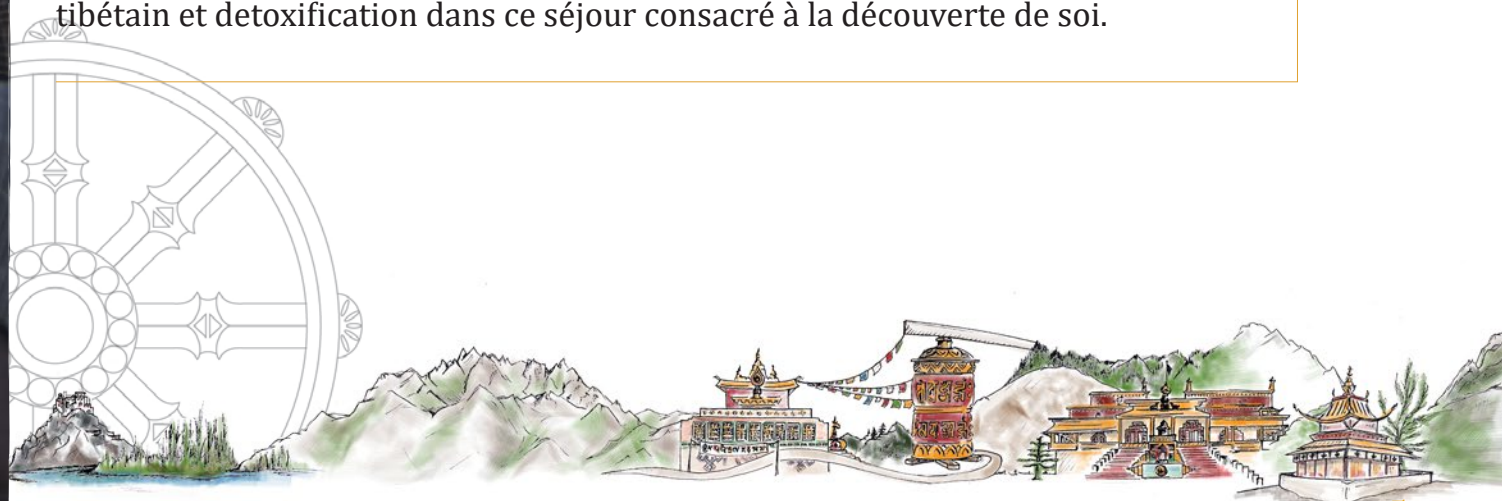 tibétain et detoxification dans ce séjour consacré à la découverte de soi.